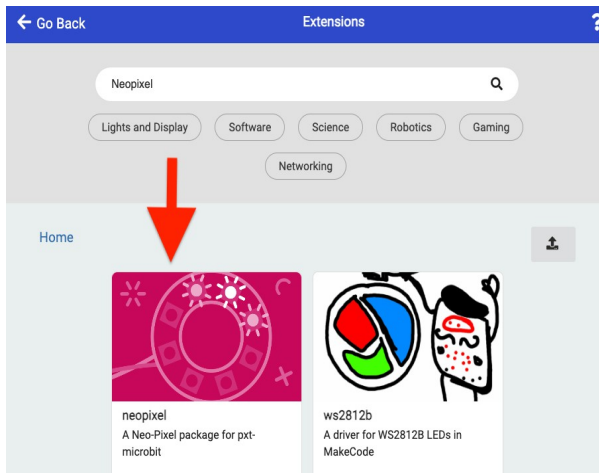 Go Back
Extensions
?
Neopixel
Lights and Display
Software
Science
Robotics
Gaming
Networking
Home
neopixel
A Neo-Pixel package for pxt-
microbit
ws2812b
A driver for WS2812B LEDs in
MakeCode